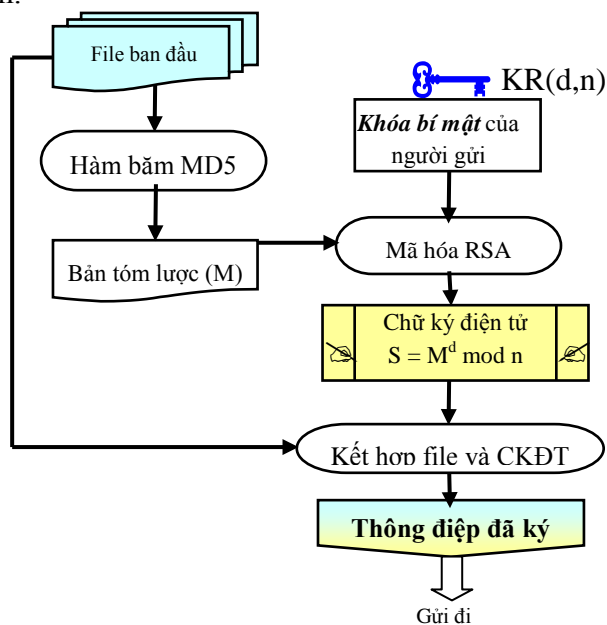 File ban đầu
KR(d,n)
Khóa bí mật của
người gửi
Hàm băm MD5
Bản tóm lược (M)
Mã hóa RSA
Chữ ký điện tử
S = M^d mod n
Kết hợp file và CKĐT
Thông điệp đã ký
Gửi đi